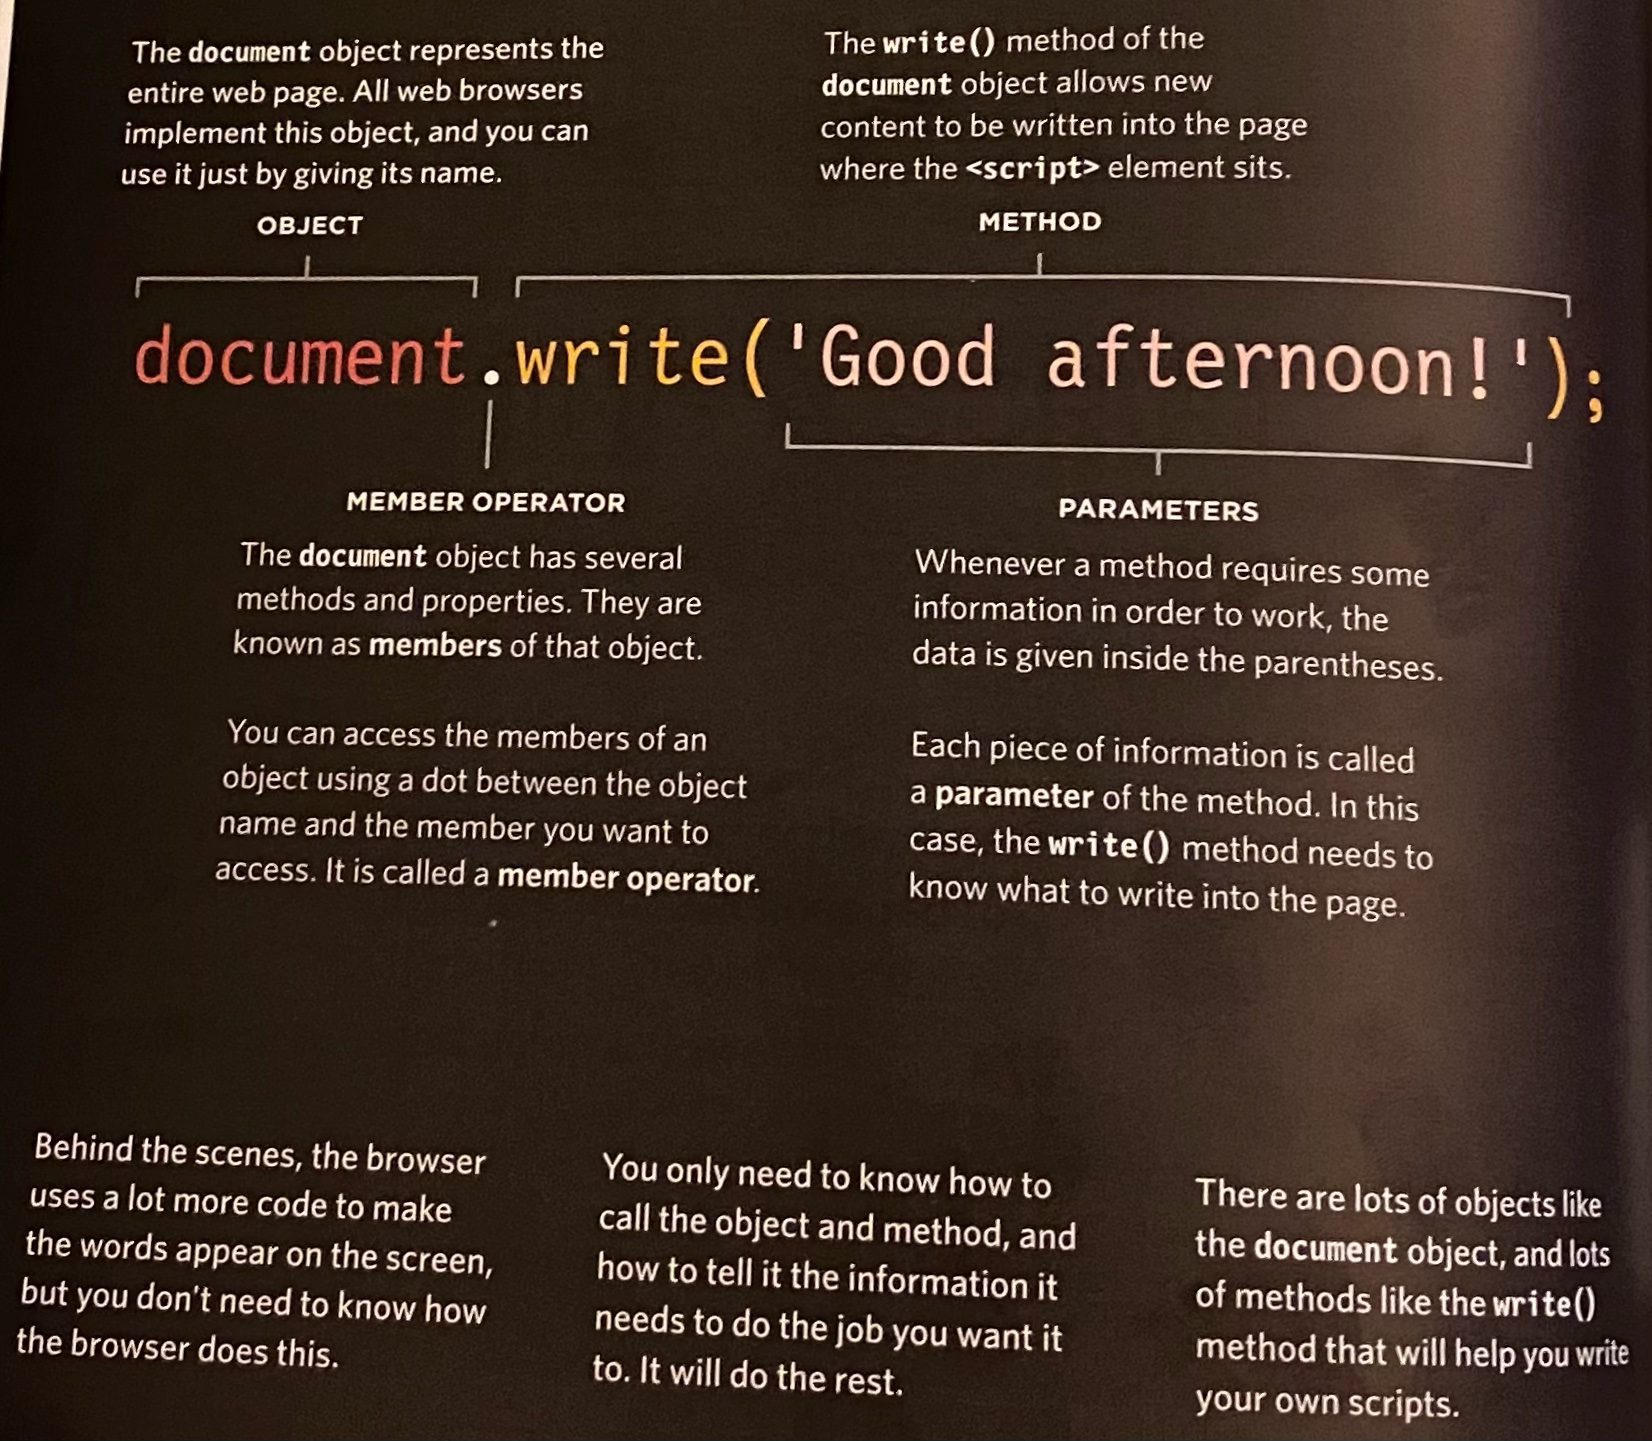 The document object represents the
entire web page. All web browsers
implement this object, and you can
use it just by giving its name.
OBJECT
The write() method of the
document object allows new
content to be written into the page
where the <script> element sits.
METHOD
document.write('Good afternoon!');
MEMBER OPERATOR
The document object has several
methods and properties. They are
known as members of that object.
You can access the members of an
object using a dot between the object
name and the member you want to
access. It is called a member operator.
PARAMETERS
Whenever a method requires some
information in order to work, the
data is given inside the parentheses.
Each piece of information is called
a parameter of the method. In this
case, the write() method needs to
know what to write into the page.
Behind the scenes, the browser
uses a lot more code to make
the words appear on the screen,
but you don't need to know how
the browser does this.
You only need to know how to
call the object and method, and
how to tell it the information it
needs to do the job you want it
to. It will do the rest.
There are lots of objects like
the document object, and lots
of methods like the write()
method that will help you write
your own scripts.